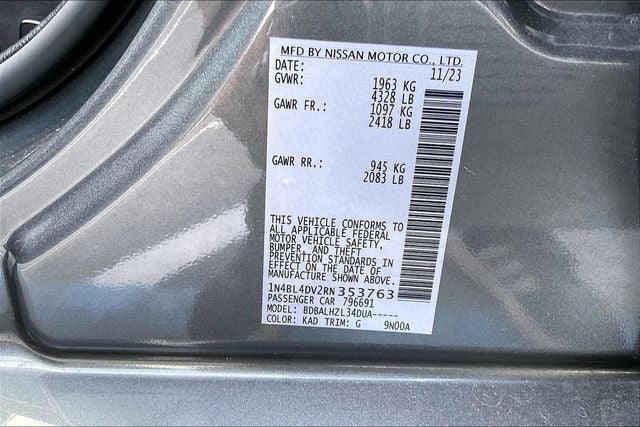 MFD BY NISSAN MOTOR CO., LTD.
DATE: 11/23
GVWR: 1963 KG
4328 LB
GAWR FR.: 1097 KG
2418 LB
GAWR RR.: 945 KG
2083 LB
THIS VEHICLE CONFORMS TO
ALL APPLICABLE FEDERAL
MOTOR VEHICLE SAFETY,
BUMPER, AND THEFT
PREVENTION STANDARDS IN
EFFECT ON THE DATE OF
MANUFACTURE SHOWN ABOVE.
1N4BL4DV2RN353763
PASSENGER CAR 796691
MODEL: BDBALHZL34DUA-----
COLOR: KAD TRIM: G 9N00A